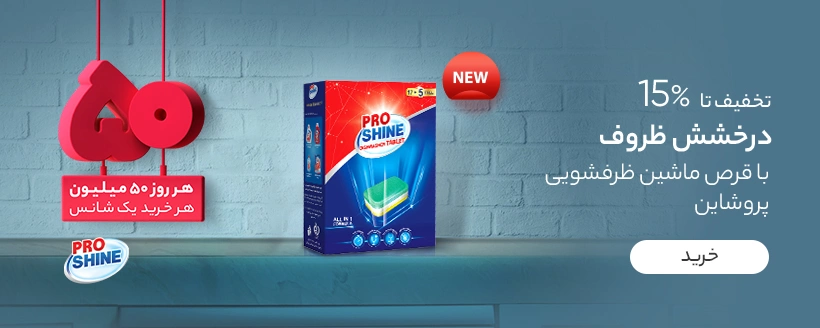 تخفیف تا 15%
درخشش ظروف
با قرص ماشین ظرفشویی
پروشاین
خرید
NEW
PRO
SHINE
DISHWASHER TABLET
ALL IN 1
۵۰
هر روز ۵۰ میلیون
هر خرید یک شانس
PRO
SHINE